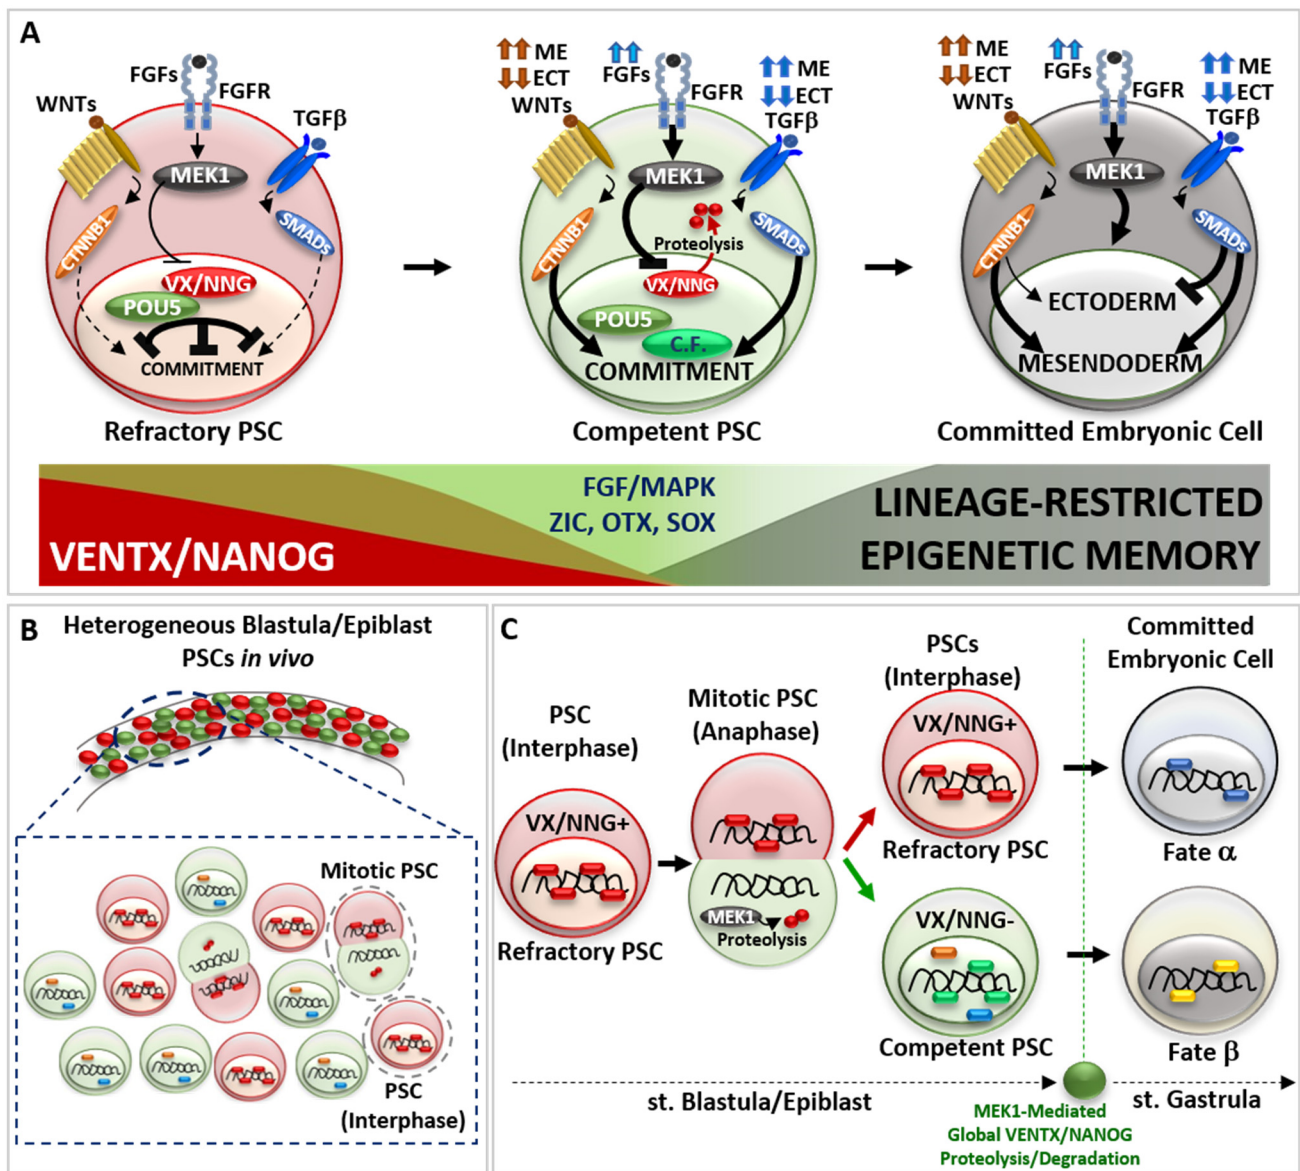 A
FGFs
FGFR
WNTs
TGFβ
MEK1
CTNNB1
SMADs
VX/NNG
POU5
COMMITMENT
Refractory PSC
ME
ECT
WNTs
FGFs
FGFR
ME
ECT
TGFβ
MEK1
Proteolysis
CTNNB1
SMADs
VX/NNG
POU5
C.F.
COMMITMENT
Competent PSC
ME
ECT
WNTs
FGFs
FGFR
ME
ECT
TGFβ
MEK1
CTNNB1
SMADs
ECTODERM
MESENDODERM
Committed Embryonic Cell
VENTX/NANOG
FGF/MAPK
ZIC, OTX, SOX
LINEAGE-RESTRICTED
EPIGENETIC MEMORY
B
Heterogeneous Blastula/Epiblast
PSCs in vivo
Mitotic PSC
PSC
(Interphase)
C
PSC
(Interphase)
VX/NNG+
Refractory PSC
Mitotic PSC
(Anaphase)
MEK1
Proteolysis
PSCs
(Interphase)
VX/NNG+
Refractory PSC
VX/NNG-
Competent PSC
Committed
Embryonic Cell
Fate α
Fate β
st. Blastula/Epiblast
st. Gastrula
MEK1-Mediated
Global VENTX/NANOG
Proteolysis/Degradation